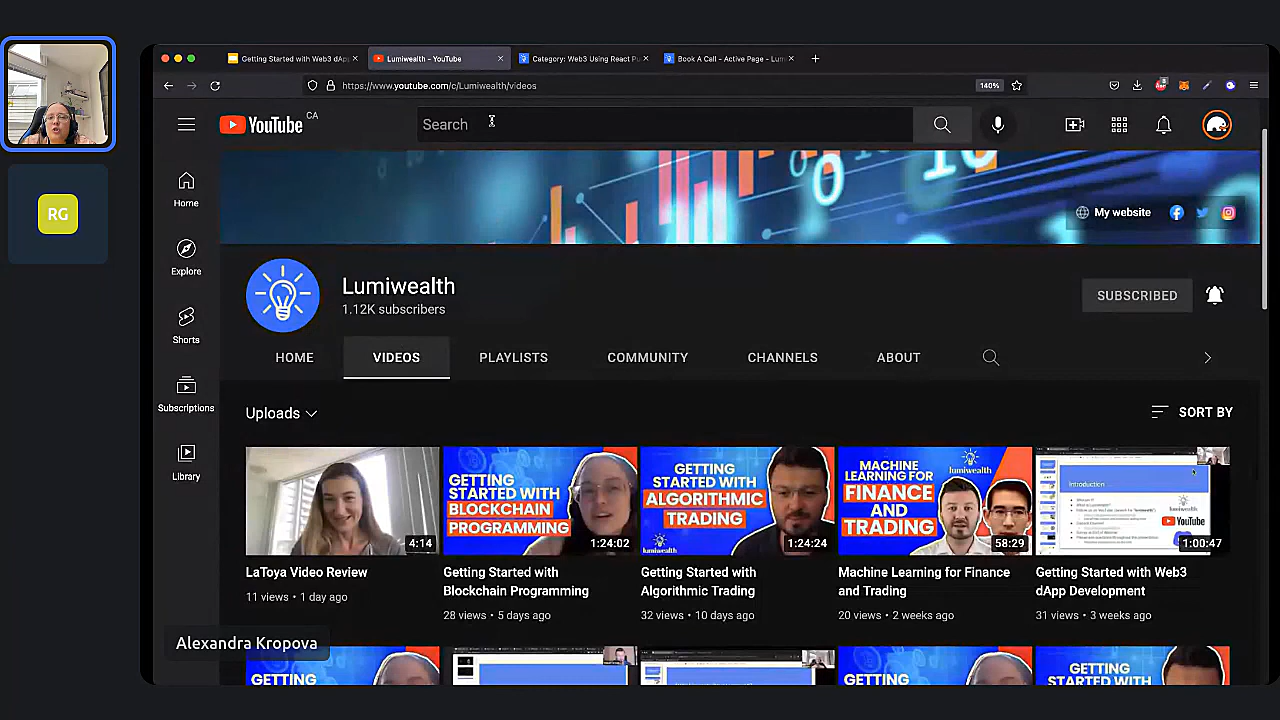 Getting Started with Web3 dAp
Lumiwealth - YouTube
Category: Web3 Using React
Book A Call - Active Page - Lum
https://www.youtube.com/c/Lumiwealth/videos
140%
YouTube
CA
Search
RG
Home
Explore
Shorts
Subscriptions
Library
My website
Lumiwealth
1.12K subscribers
SUBSCRIBED
HOME
VIDEOS
PLAYLISTS
COMMUNITY
CHANNELS
ABOUT
Uploads
SORT BY
4:14
GETTING
STARTED WITH
BLOCKCHAIN
PROGRAMMING
1:24:02
GETTING
STARTED WITH
ALGORITHMIC
TRADING
lumiwealth
1:24:24
MACHINE
LEARNING FOR
FINANCE
AND
TRADING
lumiwealth
58:29
Introduction
lumiwealth
YouTube
1:00:47
LaToya Video Review
11 views • 1 day ago
Getting Started with
Blockchain Programming
28 views • 5 days ago
Getting Started with
Algorithmic Trading
32 views • 10 days ago
Machine Learning for Finance
and Trading
20 views • 2 weeks ago
Getting Started with Web3
dApp Development
31 views • 3 weeks ago
Alexandra Kropova
GETTING
GETTING
GETTING